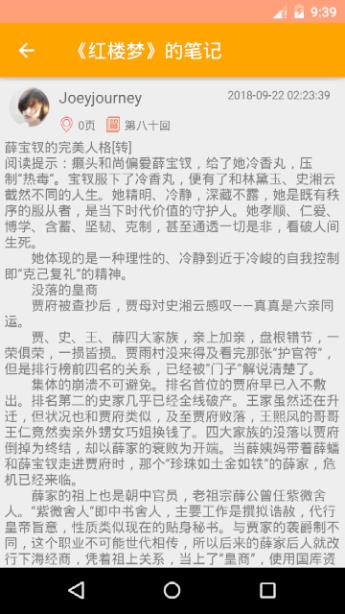 9:39
《红楼梦》的笔记
Joeyjourney
2018-09-22 02:23:39
0页 第八十回
薛宝钗的完美人格[转]
阅读提示：癞头和尚偏爱薛宝钗，给了她冷香丸，压
制“热毒”。宝钗服下了冷香丸，便有了和林黛玉、史湘云
截然不同的人生。她精明、冷静，深藏不露，她是既有秩
序的服从者，是当下时代价值的守护人。她孝顺、仁爱、
博学、含蓄、坚韧、克制，甚至通透一切是非，看破人间
生死。
她体现的是一种理性的、冷静到近于冷峻的自我控制
即“克己复礼”的精神。
没落的皇商
贾府被查抄后，贾母对史湘云感叹——真真是六亲同
运。
贾、史、王、薛四大家族，亲上加亲，盘根错节，一
荣俱荣，一损皆损。贾雨村没来得及看完那张“护官符”，
但是排行榜前四名的关系，已经被“门子”解说清楚了。
集体的崩溃不可避免。排名首位的贾府早已入不敷
出。排名第二的史家几乎已经全线破产。王家虽然还在升
迁，但状况也和贾府类似，及至贾府败落，王熙凤的哥哥
王仁竟然卖亲外甥女巧姐换钱了。四大家族的没落以贾府
倒掉为终结，却以薛家的衰败为开端。当薛姨妈带着薛蟠
和薛宝钗走进贾府时，那个“珍珠如土金如铁”的薛家，危
机已经来临。
薛家的祖上也是朝中官员，老祖宗薛公曾任紫微舍
人。“紫微舍人”即中书舍人，主要工作是撰拟诰敕，代行
皇帝旨意，性质类似现在的贴身秘书。与贾家的袭爵制不
同，这个职业不可能世代相传，所以后来的薛家后人就改
行下海经商，凭着祖上关系，当上了“皇商”，使用国库资